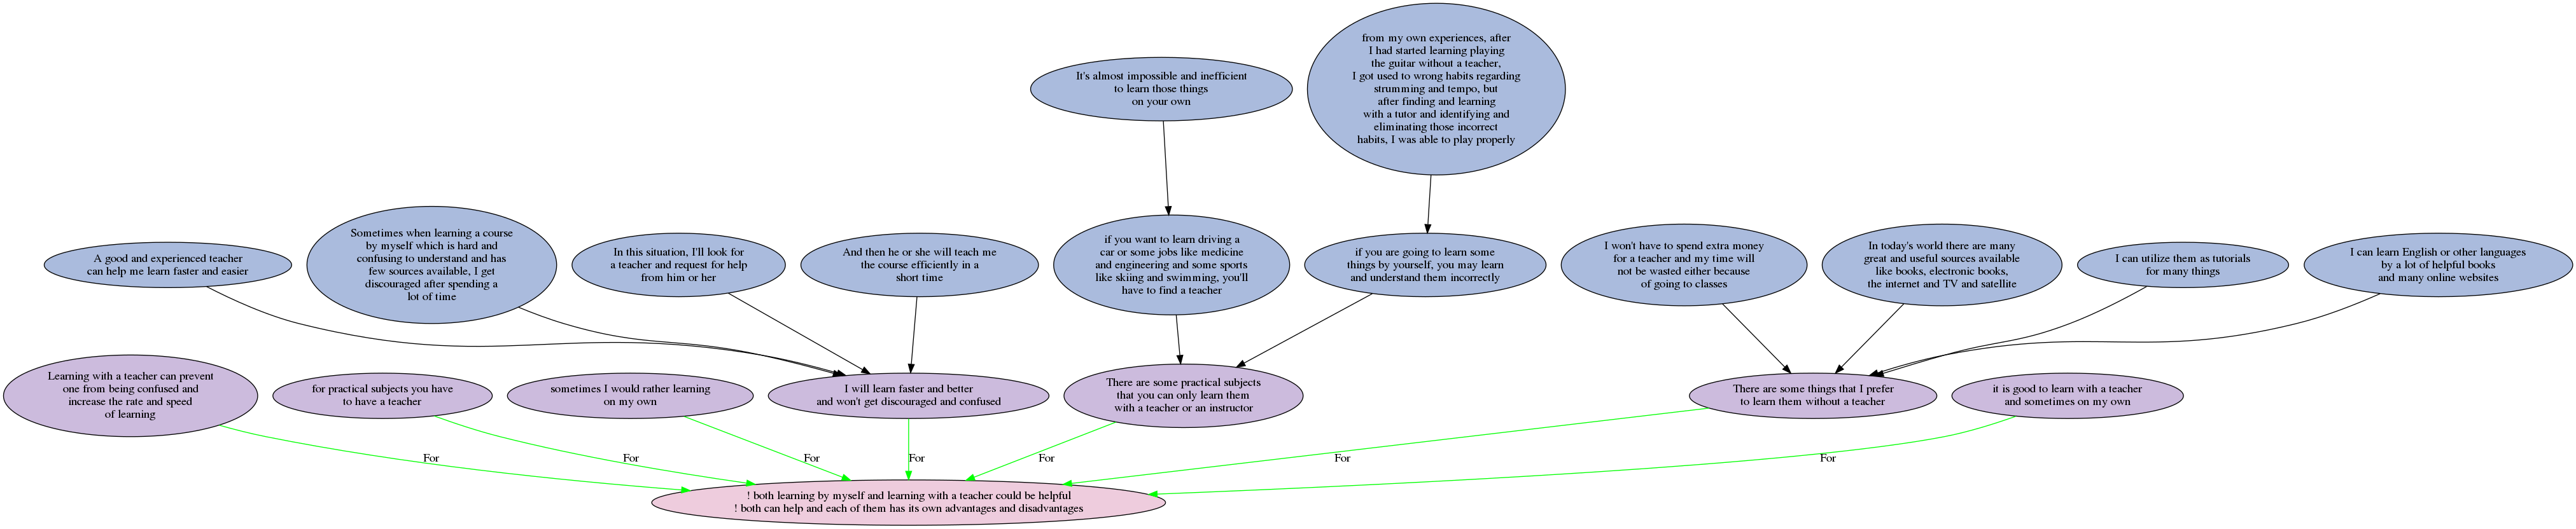 from my own experiences, after
I had started learning playing
the guitar without a teacher,
I got used to wrong habits regarding
strumming and tempo, but
after finding and learning
with a tutor and identifying and
eliminating those incorrect
habits, I was able to play properly
It's almost impossible and inefficient
to learn those things
on your own
A good and experienced teacher
can help me learn faster and easier
Sometimes when learning a course
by myself which is hard and
confusing to understand and has
few sources available, I get
discouraged after spending a
lot of time
In this situation, I'll look for
a teacher and request for help
from him or her
And then he or she will teach me
the course efficiently in a
short time
if you want to learn driving a
car or some jobs like medicine
and engineering and some sports
like skiing and swimming, you'll
have to find a teacher
if you are going to learn some
things by yourself, you may learn
and understand them incorrectly
I won't have to spend extra money
for a teacher and my time will
not be wasted either because
of going to classes
In today's world there are many
great and useful sources available
like books, electronic books,
the internet and TV and satellite
I can utilize them as tutorials
for many things
I can learn English or other languages
by a lot of helpful books
and many online websites
Learning with a teacher can prevent
one from being confused and
increase the rate and speed
of learning
for practical subjects you have
to have a teacher
sometimes I would rather learning
on my own
I will learn faster and better
and won't get discouraged and confused
There are some practical subjects
that you can only learn them
with a teacher or an instructor
There are some things that I prefer
to learn them without a teacher
it is good to learn with a teacher
and sometimes on my own
For
For
For
For
For
For
For
! both learning by myself and learning with a teacher could be helpful
! both can help and each of them has its own advantages and disadvantages